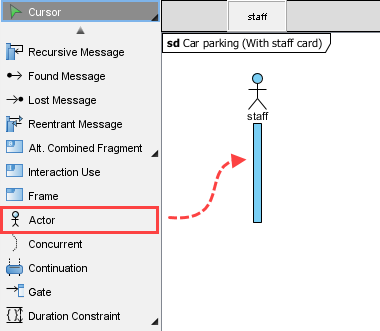 Cursor
staff
sd Car parking (With staff card)
Recursive Message
Found Message
Lost Message
Reentrant Message
Alt. Combined Fragment
Interaction Use
Frame
Actor
Concurrent
Continuation
Gate
Duration Constraint
staff